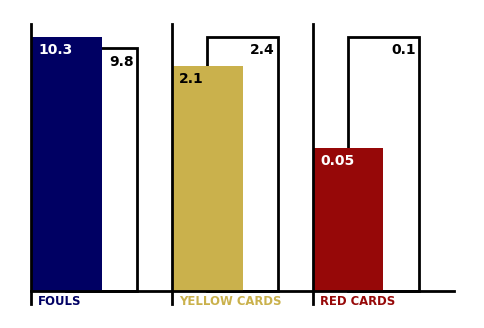 10.3
9.8
2.1
2.4
0.05
0.1
FOULS
YELLOW CARDS
RED CARDS